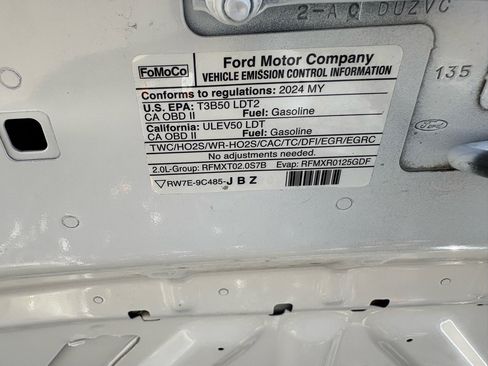 2-A C DUZVC
FoMoCo
Ford Motor Company
VEHICLE EMISSION CONTROL INFORMATION
Conforms to regulations: 2024 MY
U.S. EPA: T3B50 LDT2
CA OBD II Fuel: Gasoline
California: ULEV50 LDT
CA OBD II Fuel: Gasoline
TWC/HO2S/WR-HO2S/CAC/TC/DFI/EGR/EGRC
No adjustments needed.
2.0L-Group: RFMXT02.0S7B Evap: RFMXR0125GDF
RW7E-9C485-JBZ
135
Ford